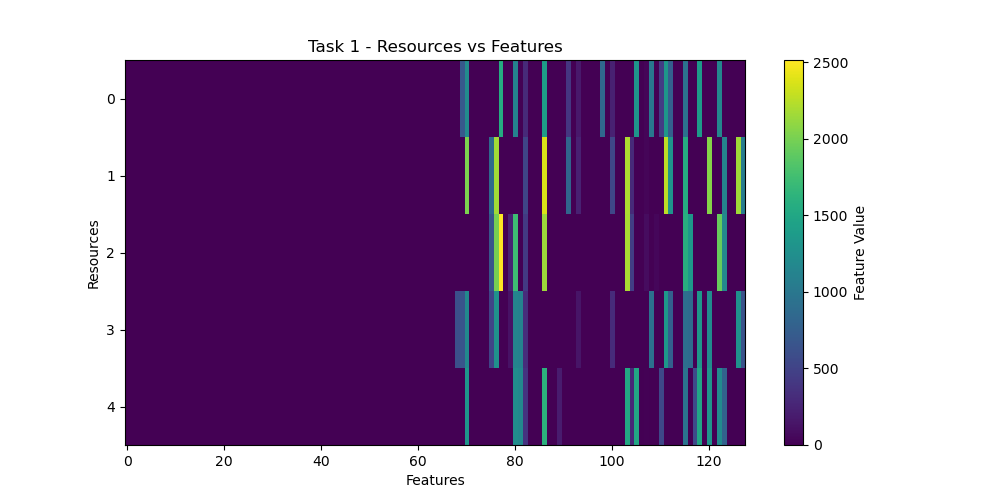 Task 1 - Resources vs Features
Resources
0
1
2
3
4
0 20 40 60 80 100 120
Features
2500
2000
1500
1000
500
0
Feature Value